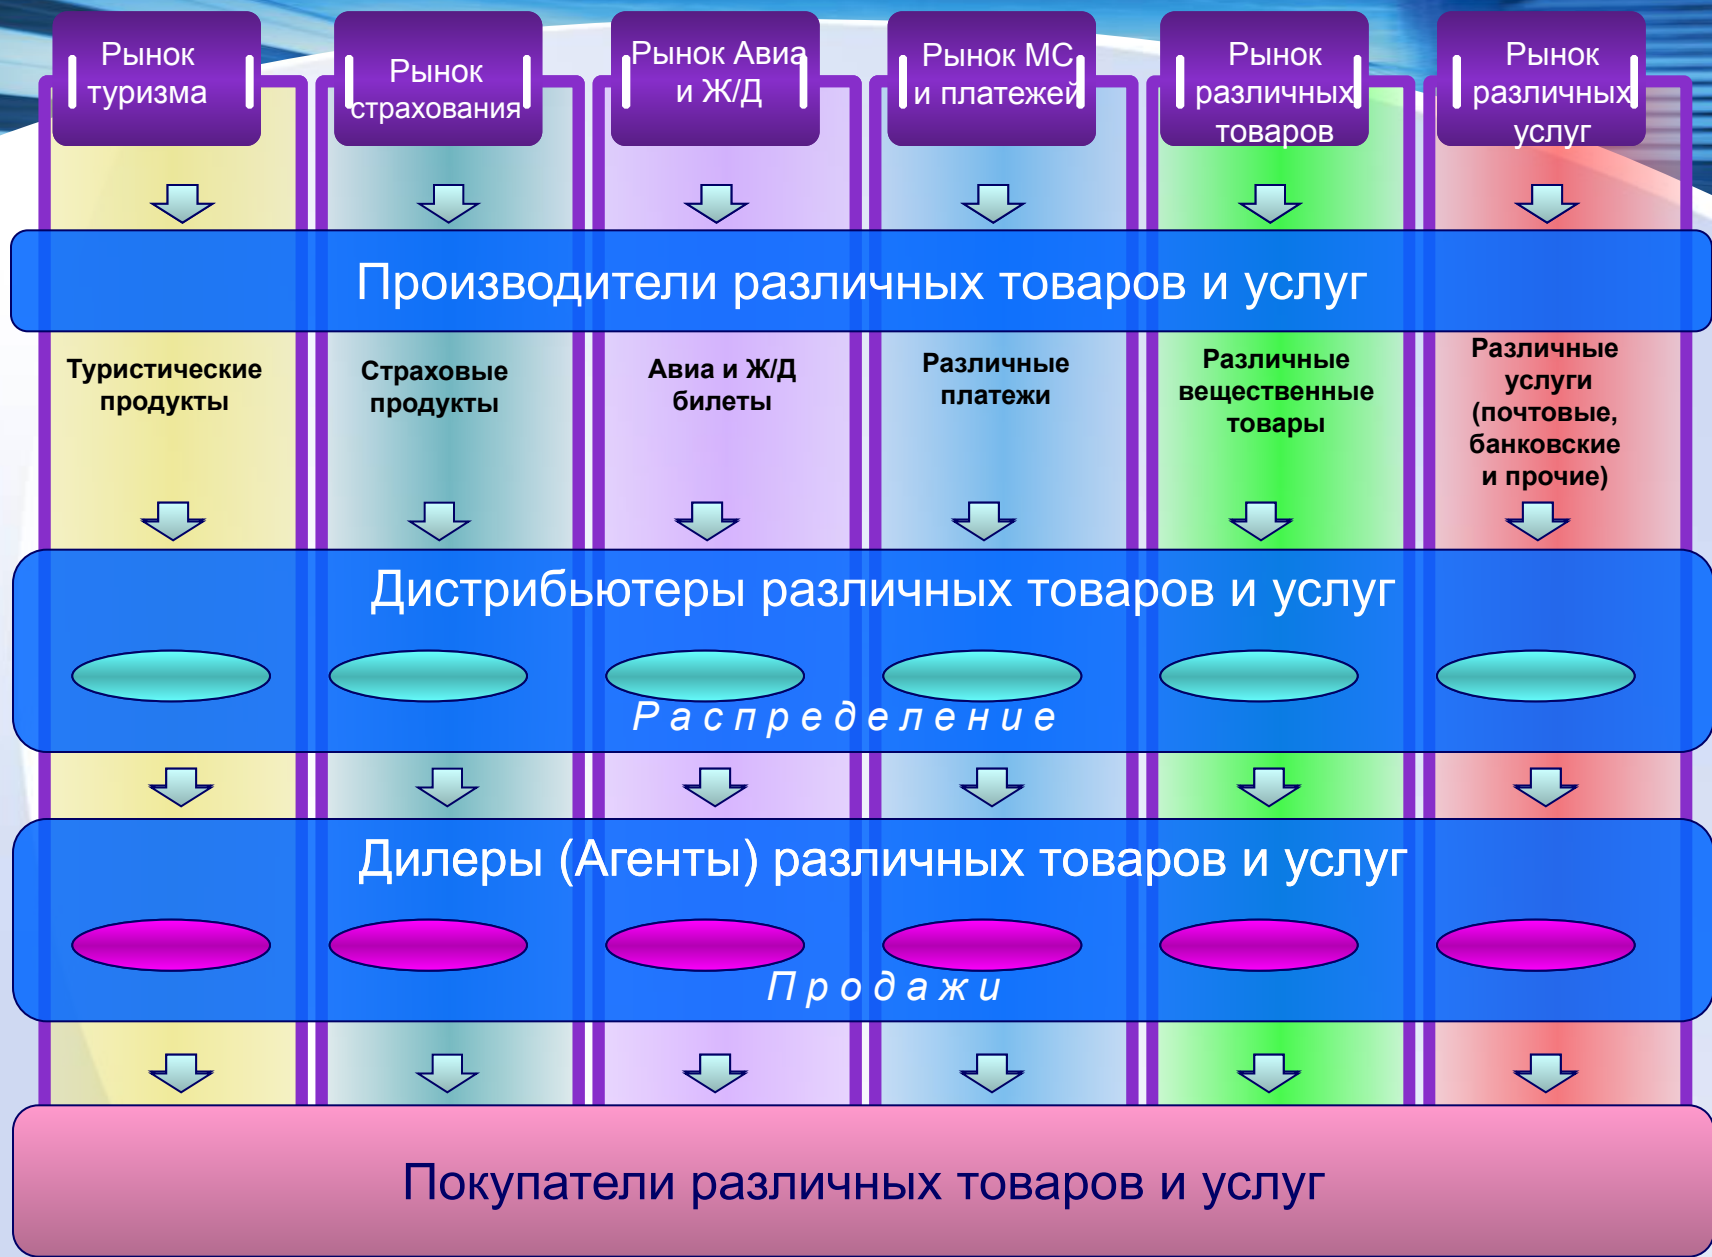 Рынок
туризма
Рынок
страхования
Рынок Авиа
и Ж/Д
Рынок МС
и платежей
Рынок
различных
товаров
Рынок
различных
услуг
Производители различных товаров и услуг
Туристические
продукты
Страховые
продукты
Авиа и Ж/Д
билеты
Различные
платежи
Различные
вещественные
товары
Различные
услуги
(почтовые,
банковские
и прочие)
Дистрибьютеры различных товаров и услуг
Распределение
Дилеры (Агенты) различных товаров и услуг
Продажи
Покупатели различных товаров и услуг